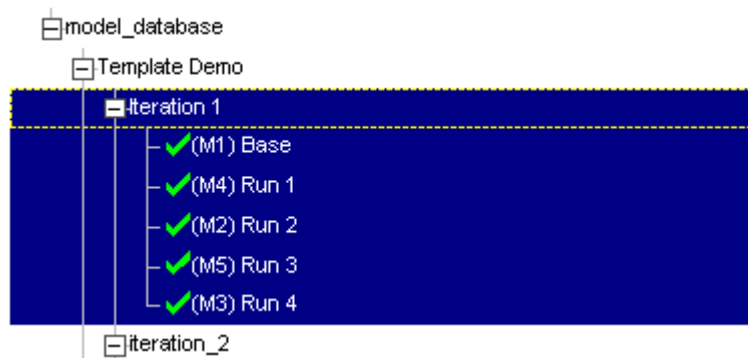 model_database
Template Demo
Iteration 1
(M1) Base
(M4) Run 1
(M2) Run 2
(M5) Run 3
(M3) Run 4
iteration_2